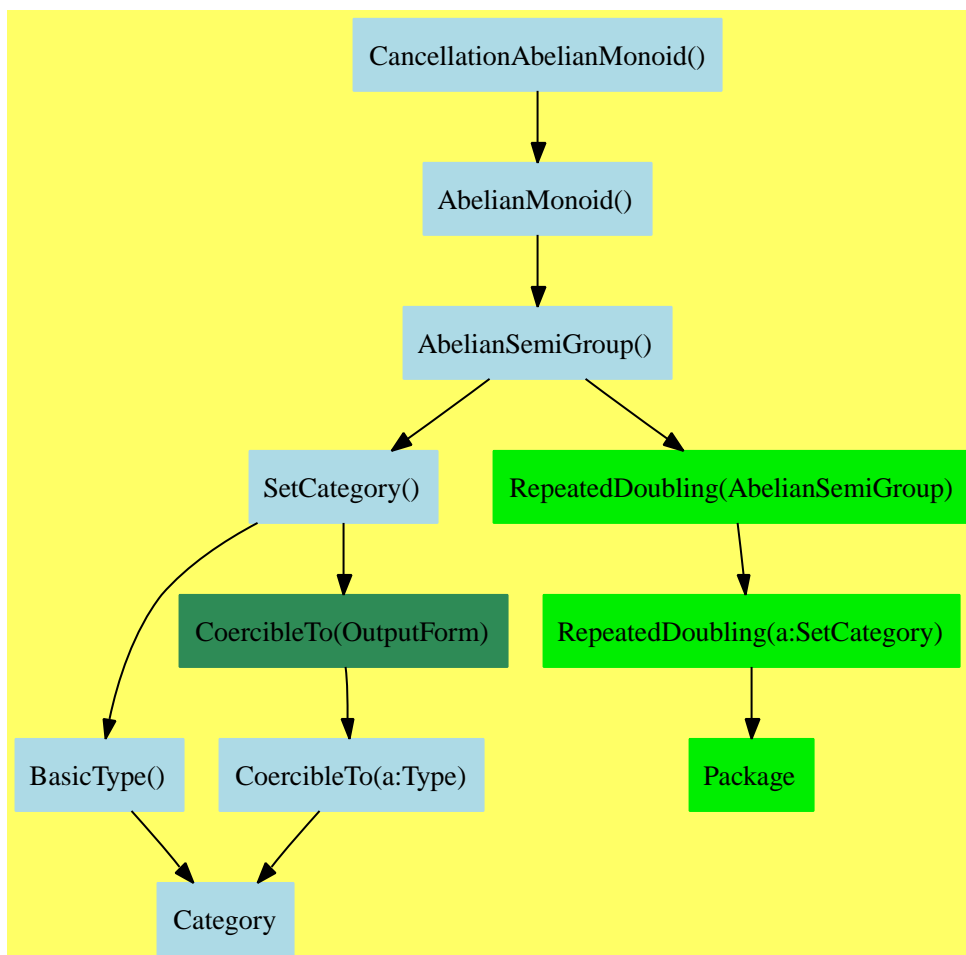 CancellationAbelianMonoid()
AbelianMonoid()
AbelianSemiGroup()
SetCategory()
RepeatedDoubling(AbelianSemiGroup)
CoercibleTo(OutputForm)
RepeatedDoubling(a:SetCategory)
BasicType()
CoercibleTo(a:Type)
Package
Category